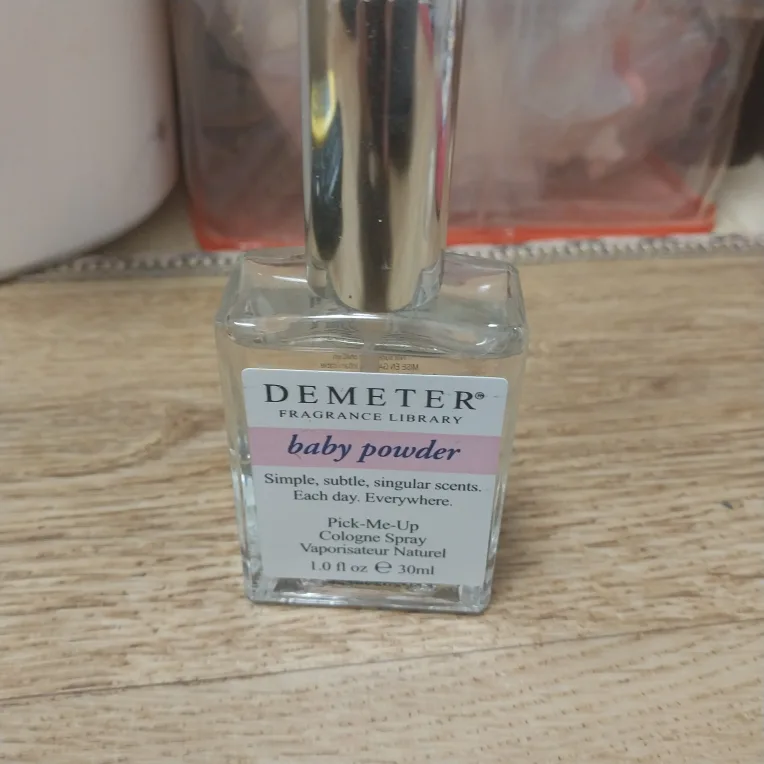 DEMETER®
FRAGRANCE LIBRARY
baby powder
Simple, subtle, singular scents.
Each day. Everywhere.
Pick-Me-Up
Cologne Spray
Vaporisateur Naturel
1.0 fl oz ℮ 30ml